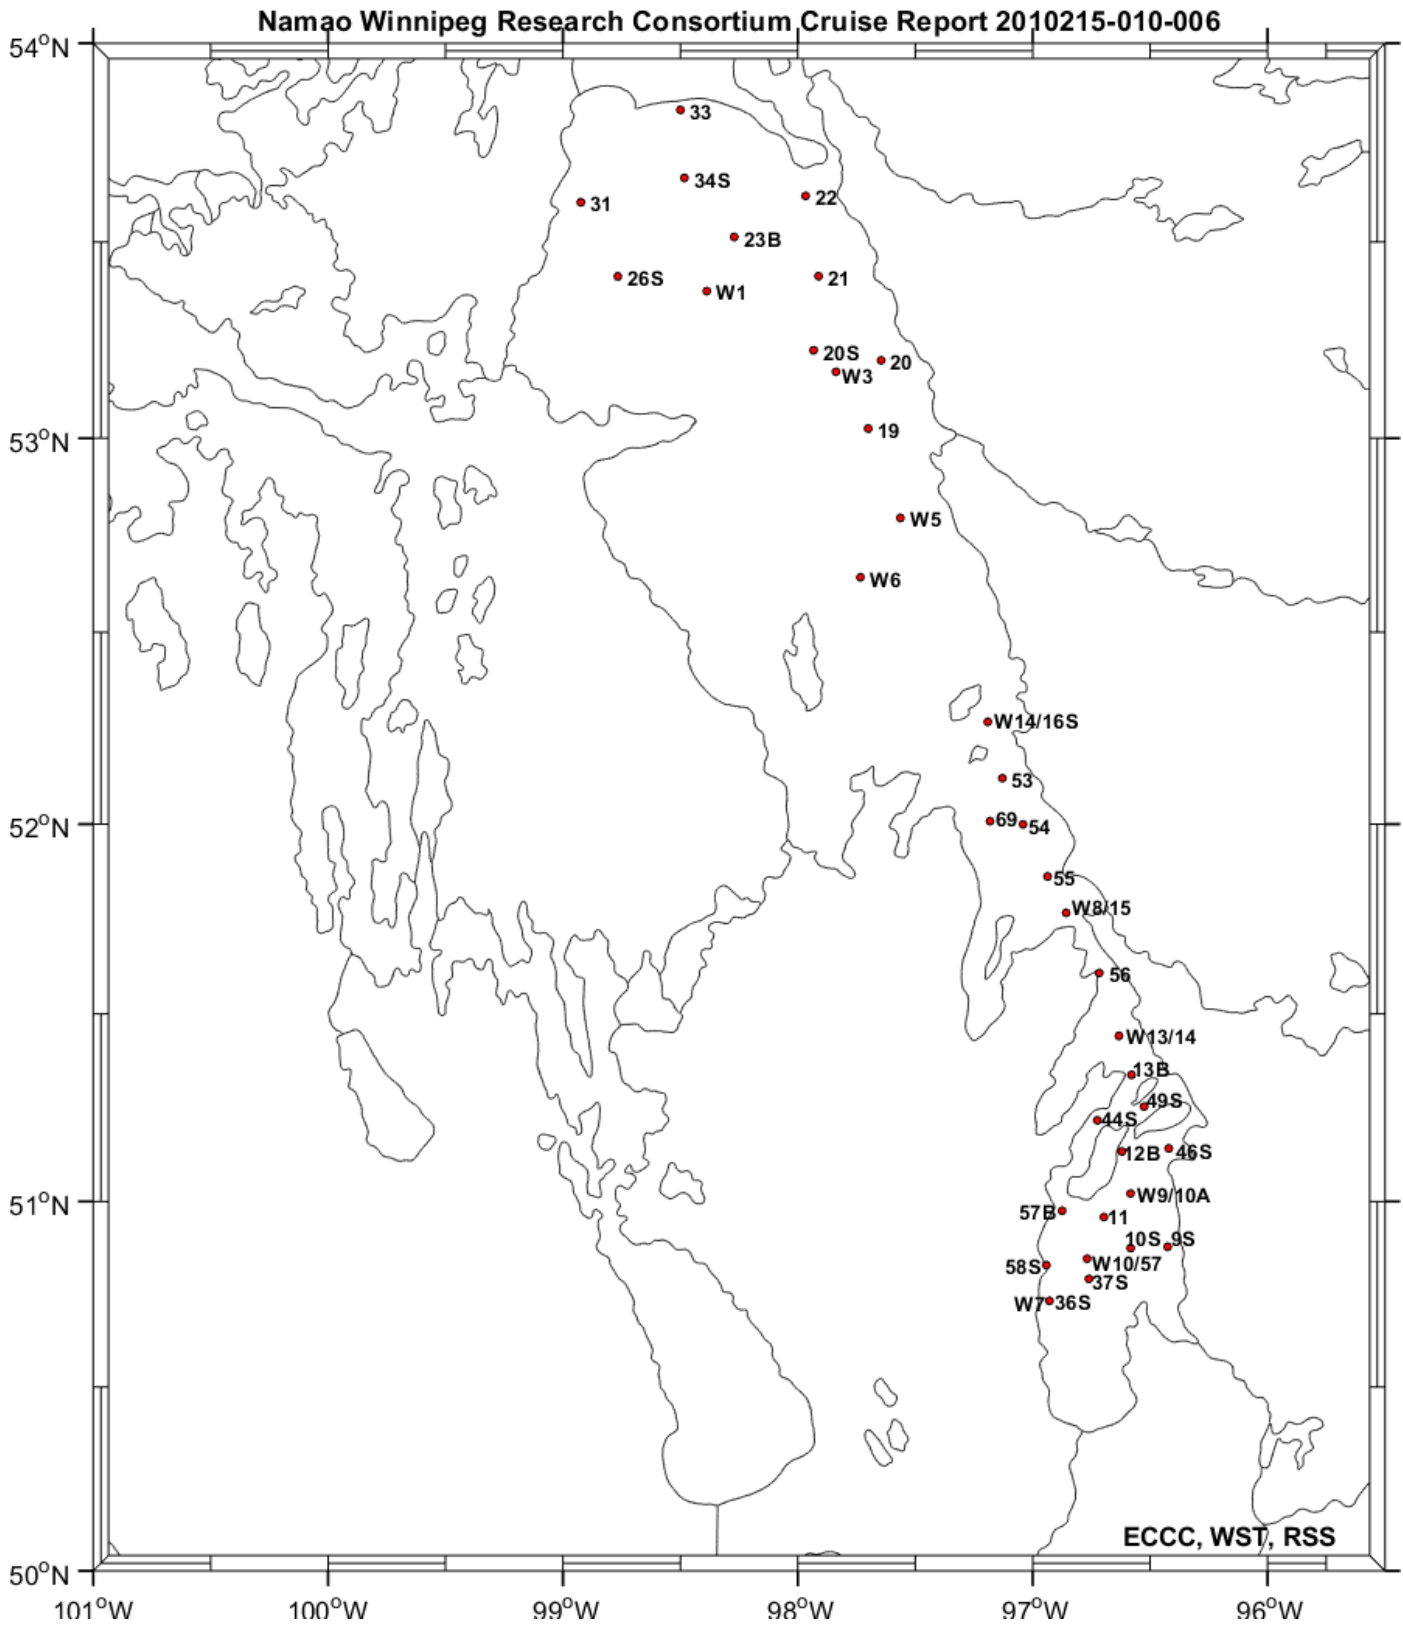 Namao Winnipeg Research Consortium Cruise Report 2010215-010-006
54°N
33
34S
31
22
23B
26S
21
W1
20S
20
W3
19
53°N
W5
W6
W14/16S
53
69
54
52°N
55
W8/15
56
W13/14
13B
49S
44S
12B
46S
W9/10A
51°N
57B
11
10S
9S
W10/57
58S
37S
W7
36S
ECCC, WST, RSS
50°N
101°W
100°W
99°W
98°W
97°W
96°W